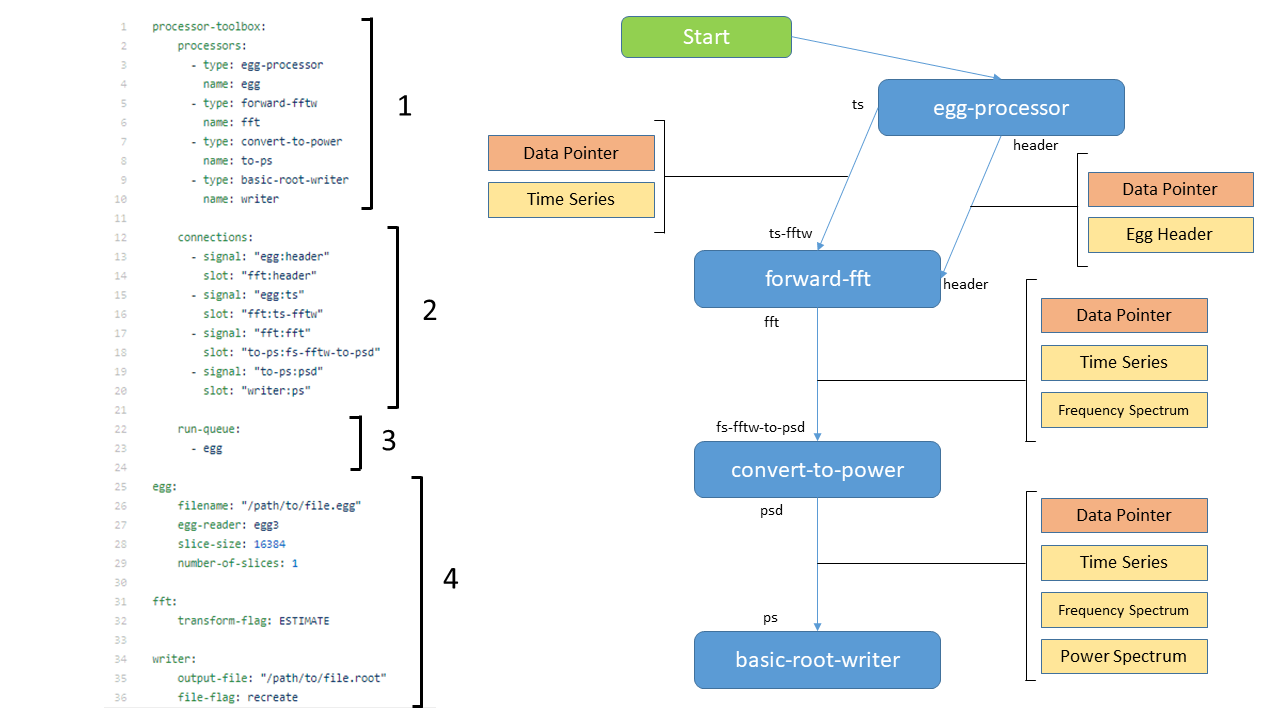 1 processor-toolbox:
2 processors:
3 - type: egg-processor
4 name: egg
5 - type: forward-fftw
6 name: fft
7 - type: convert-to-power
8 name: to-ps
9 - type: basic-root-writer
10 name: writer
11
12 connections:
13 - signal: "egg:header"
14 slot: "fft:header"
15 - signal: "egg:ts"
16 slot: "fft:ts-fftw"
17 - signal: "fft:fft"
18 slot: "to-ps:fs-fftw-to-psd"
19 - signal: "to-ps:psd"
20 slot: "writer:ps"
21
22 run-queue:
23 - egg
24
25 egg:
26 filename: "/path/to/file.egg"
27 egg-reader: egg3
28 slice-size: 16384
29 number-of-slices: 1
30
31 fft:
32 transform-flag: ESTIMATE
33
34 writer:
35 output-file: "/path/to/file.root"
36 file-flag: recreate
1
2
3
4
Start
egg-processor
ts
header
Data Pointer
Time Series
Data Pointer
Egg Header
ts-fftw
forward-fft
header
fft
Data Pointer
Time Series
Frequency Spectrum
fs-fftw-to-psd
convert-to-power
psd
Data Pointer
Time Series
Frequency Spectrum
Power Spectrum
ps
basic-root-writer